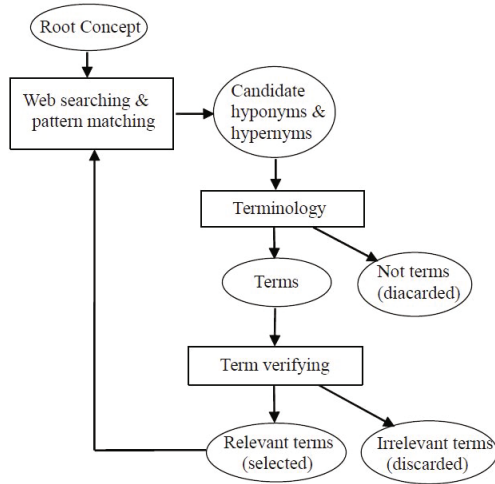 Root Concept
Web searching &
pattern matching
Candidate
hyponyms &
hypernyms
Terminology
Terms
Not terms
(diacarded)
Term verifying
Relevant terms
(selected)
Irrelevant terms
(discarded)